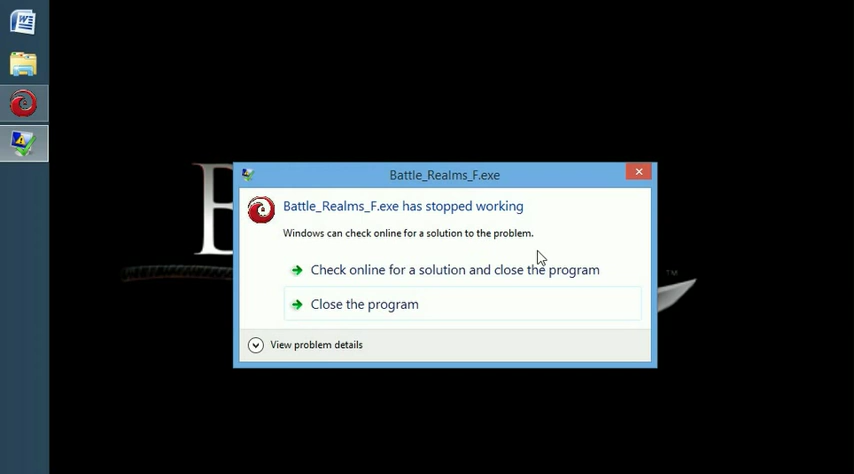 Battle_Realms_F.exe
Battle_Realms_F.exe has stopped working
Windows can check online for a solution to the problem.
Check online for a solution and close the program
Close the program
View problem details
B
TM